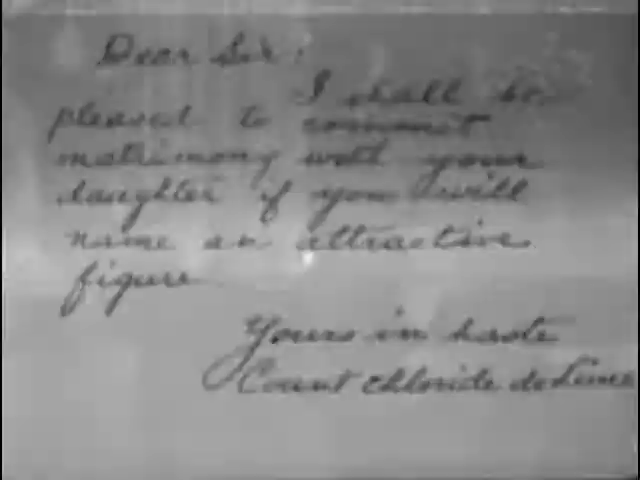 Dear Sir:
I shall be
pleased to commit
matrimony with your
daughter if you will
name an attractive
figure
Yours in haste
Count Chloride de Lime